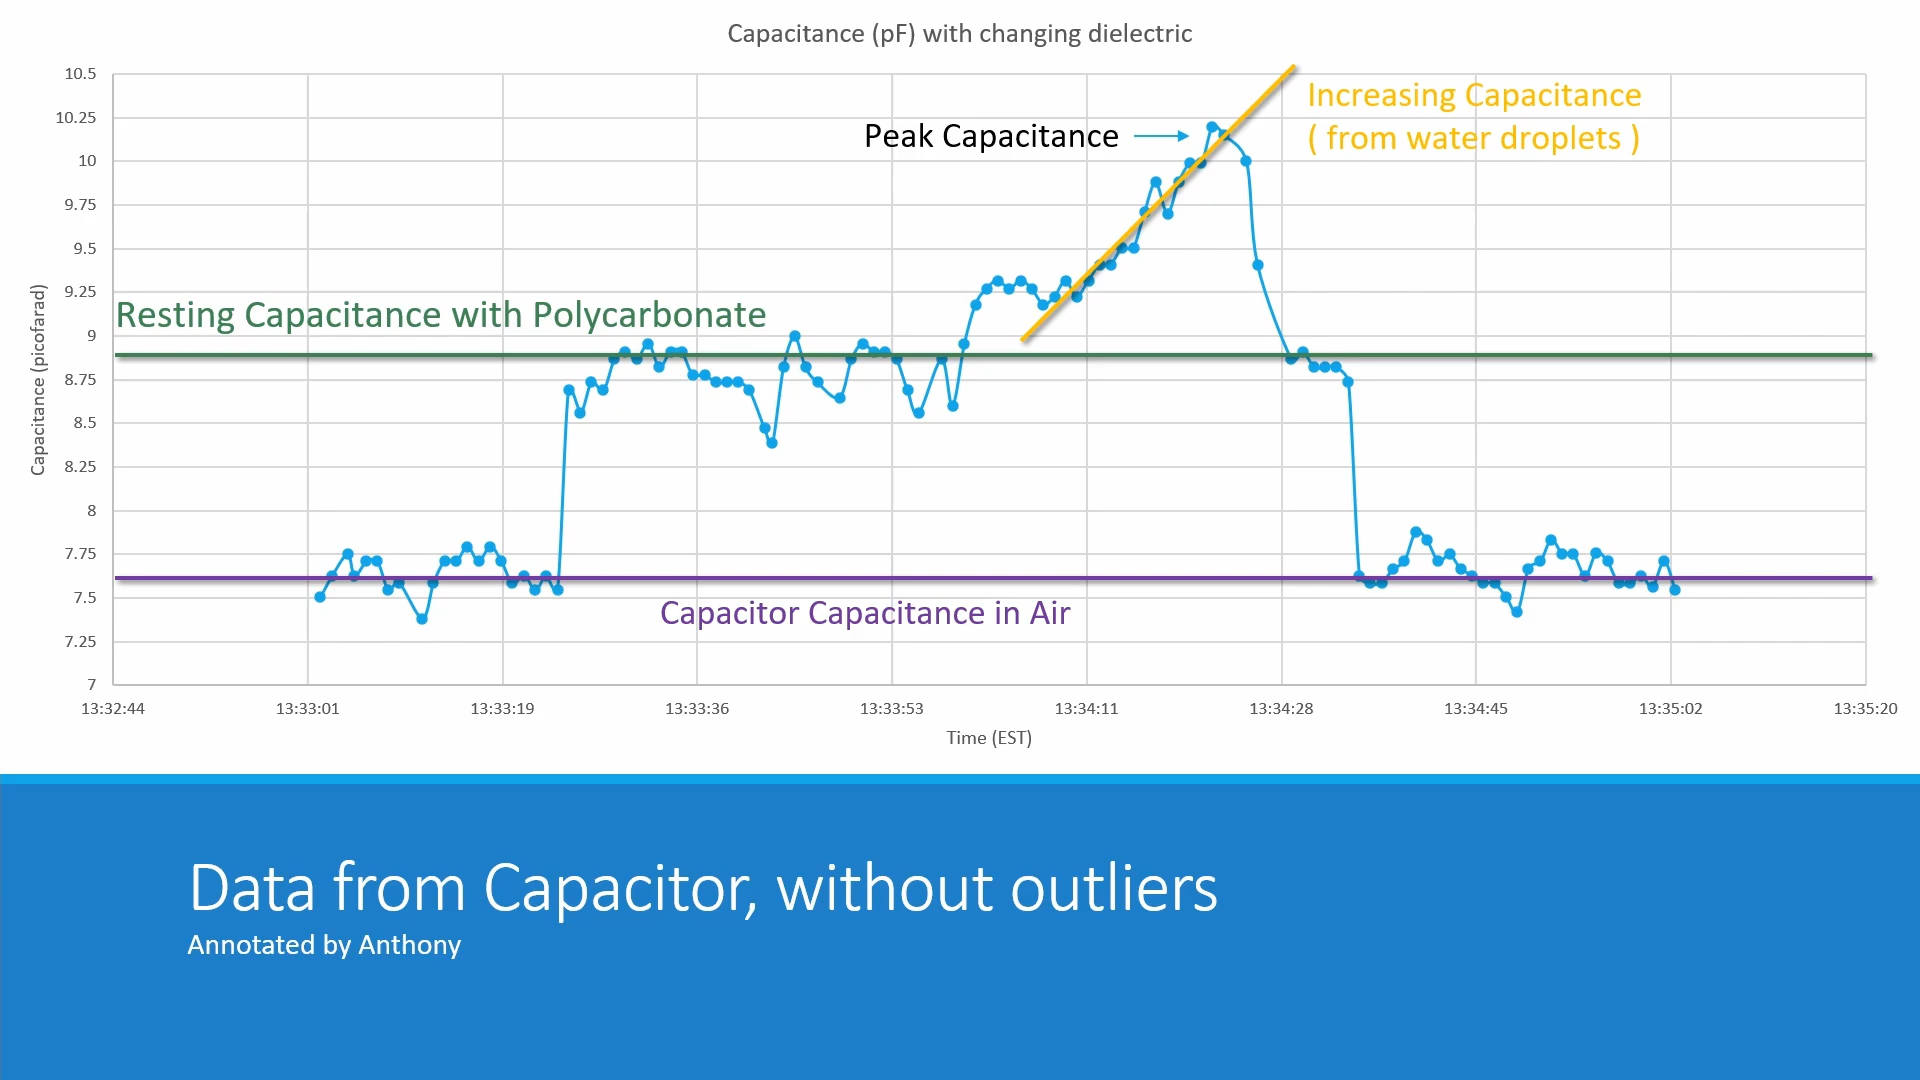 Capacitance (pF) with changing dielectric
10.5
10.25
10
9.75
9.5
9.25
9
8.75
8.5
8.25
8
7.75
7.5
7.25
7
Capacitance (picofarad)
Increasing Capacitance
( from water droplets )
Peak Capacitance
Resting Capacitance with Polycarbonate
Capacitor Capacitance in Air
13:32:44 13:33:01 13:33:19 13:33:36 13:33:53 13:34:11 13:34:28 13:34:45 13:35:02 13:35:20
Time (EST)
Data from Capacitor, without outliers
Annotated by Anthony